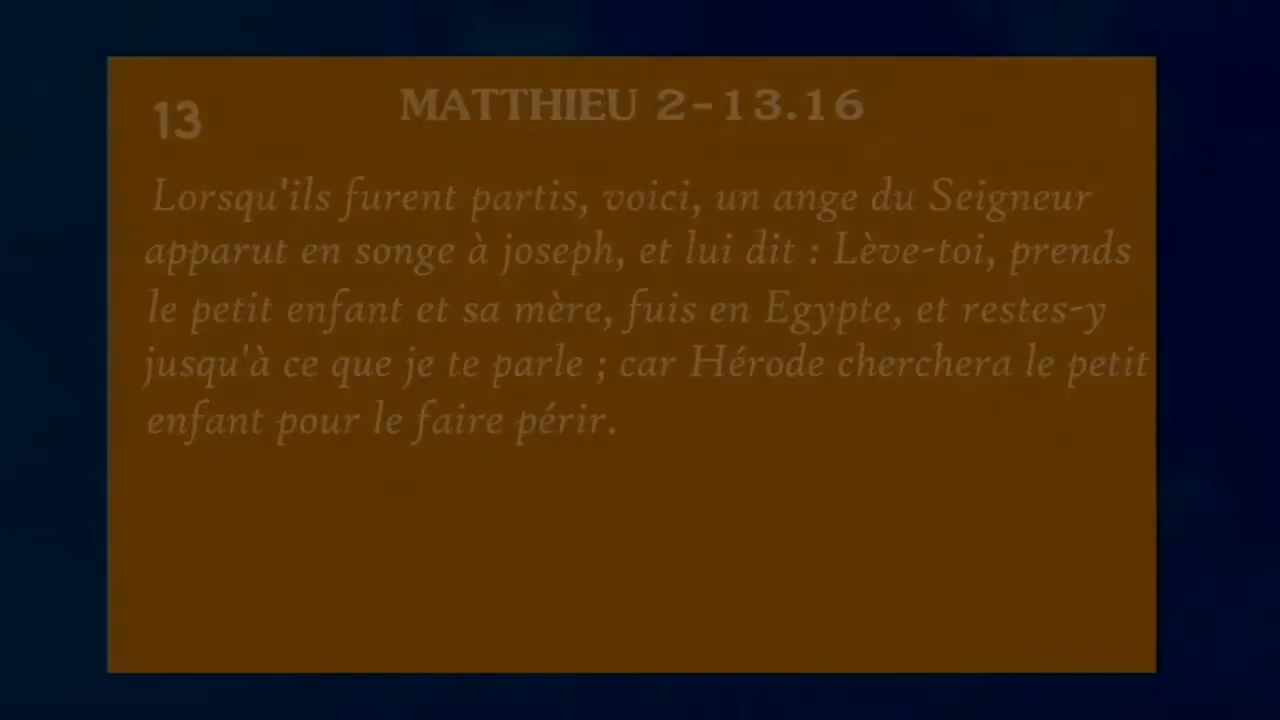 MATTHIEU 2-13.16
13
Lorsqu'ils furent partis, voici, un ange du Seigneur
apparut en songe à joseph, et lui dit : Lève-toi, prends
le petit enfant et sa mère, fuis en Egypte, et restes-y
jusqu'à ce que je te parle ; car Hérode cherchera le petit
enfant pour le faire périr.